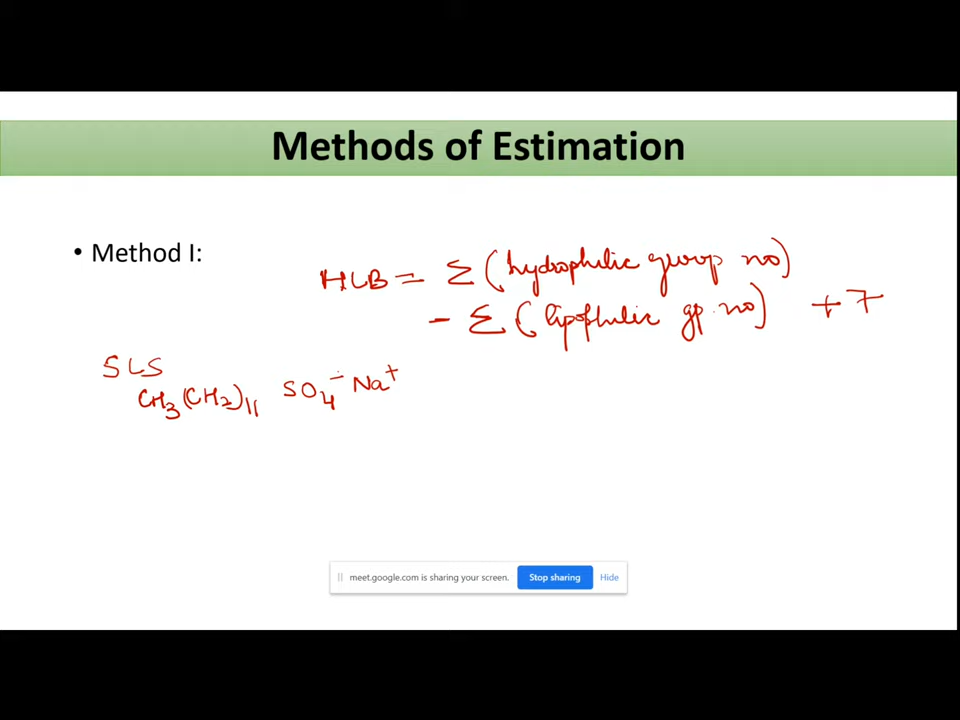 Methods of Estimation
• Method I:
HLB = Σ (hydrophilic group no)
- Σ (lipophilic gp. no) + 7
SLS
CH₃(CH₂)₁₁ SO₄⁻ Na⁺
meet.google.com is sharing your screen. Stop sharing Hide